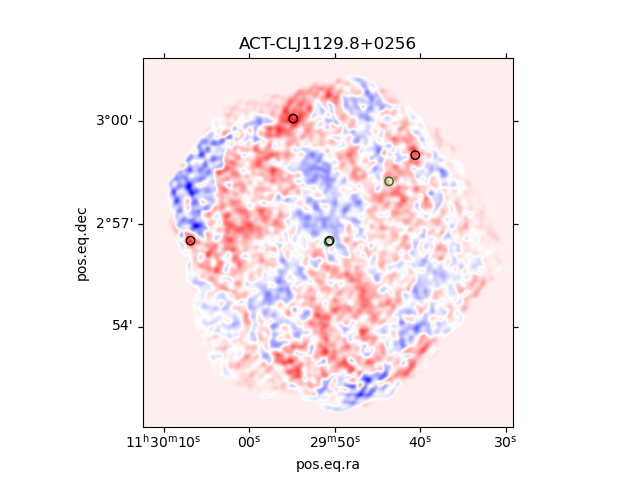 ACT-CLJ1129.8+0256
3°00'
2°57'
54'
pos.eq.dec
11ʰ30ᵐ10ˢ 00ˢ 29ᵐ50ˢ 40ˢ 30ˢ
pos.eq.ra